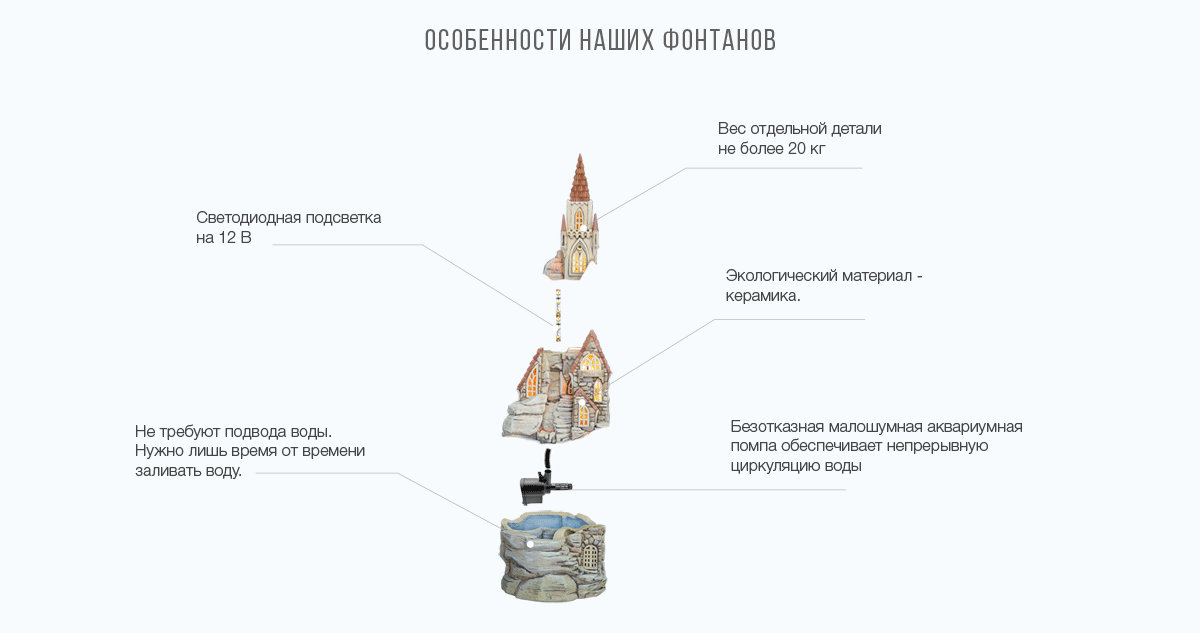 ОСОБЕННОСТИ НАШИХ ФОНТАНОВ
Вес отдельной детали
не более 20 кг
Светодиодная подсветка
на 12 В
Экологический материал -
керамика.
Не требуют подвода воды.
Нужно лишь время от времени
заливать воду.
Безотказная малошумная аквариумная
помпа обеспечивает непрерывную
циркуляцию воды